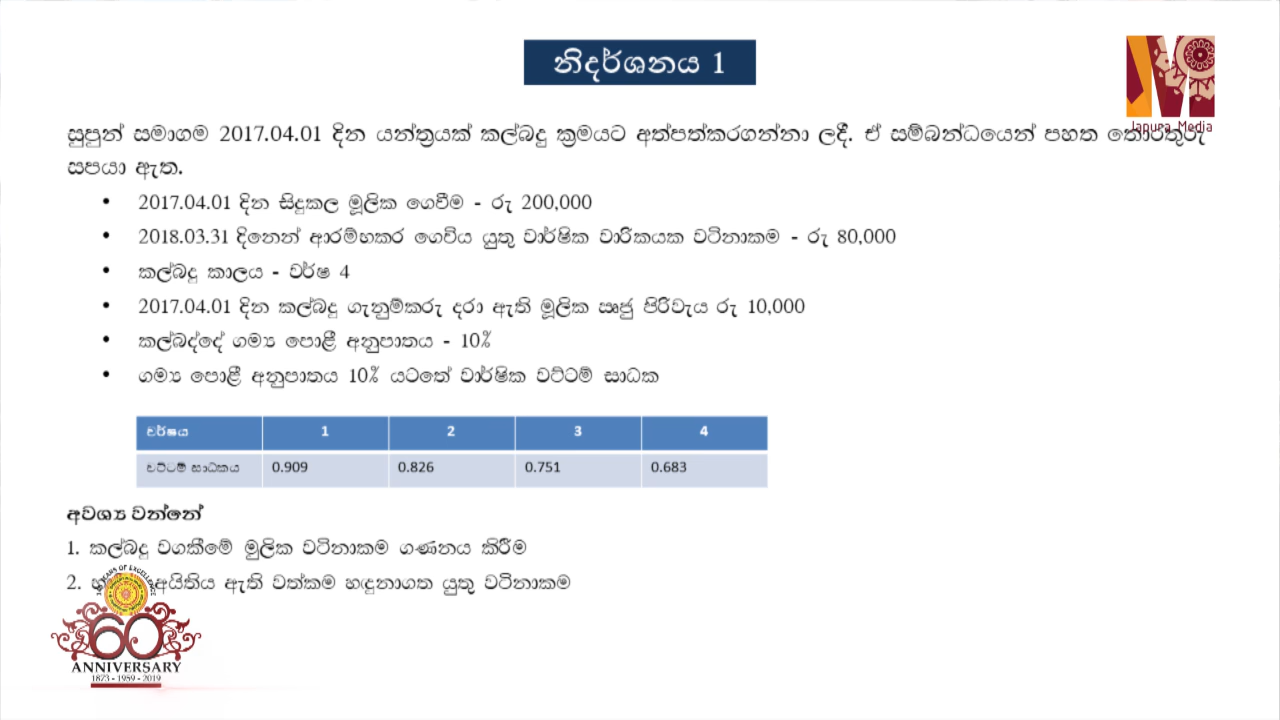 නිදර්ශනය 1
Japura Media
සුපුන් සමාගම 2017.04.01 දින යන්ත්‍රයක් කල්බදු ක්‍රමයට අත්පත්කරගන්නා ලදී. ඒ සම්බන්ධයෙන් පහත තොරතුරු
සපයා ඇත.
• 2017.04.01 දින සිදුකල මූලික ගෙවීම - රු 200,000
• 2018.03.31 දිනෙන් ආරම්භකර ගෙවිය යුතු වාර්ෂික වාරිකයක වටිනාකම - රු 80,000
• කල්බදු කාලය - වර්ෂ 4
• 2017.04.01 දින කල්බදු ගැනුම්කරු දරා ඇති මූලික ඍජු පිරිවැය රු 10,000
• කල්බද්දේ ගම්‍ය පොළී අනුපාතය - 10%
• ගම්‍ය පොළී අනුපාතය 10% යටතේ වාර්ෂික වට්ටම් සාධක
වර්ෂය 1 2 3 4
වට්ටම් සාධකය 0.909 0.826 0.751 0.683
අවශ්‍ය වන්නේ
1. කල්බදු වගකීමේ මුලික වටිනාකම ගණනය කිරීම
2. අයිතිය ඇති වත්කම හඳුනාගත යුතු වටිනාකම
YEARS OF EXCELLENCE
60
ANNIVERSARY
1873 - 1959 - 2019